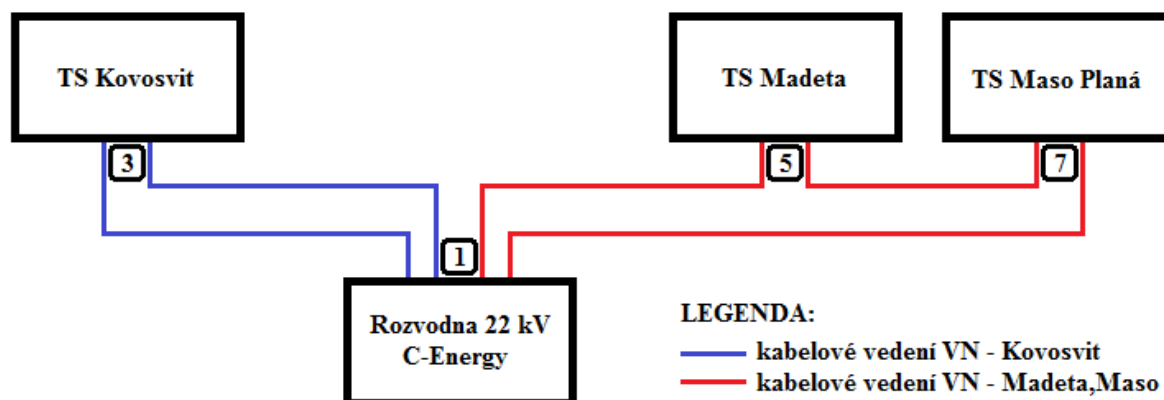 TS Kovosvit
TS Madeta
TS Maso Planá
3
5
7
1
Rozvodna 22 kV
C-Energy
LEGENDA:
kabelové vedení VN - Kovosvit
kabelové vedení VN - Madeta,Maso